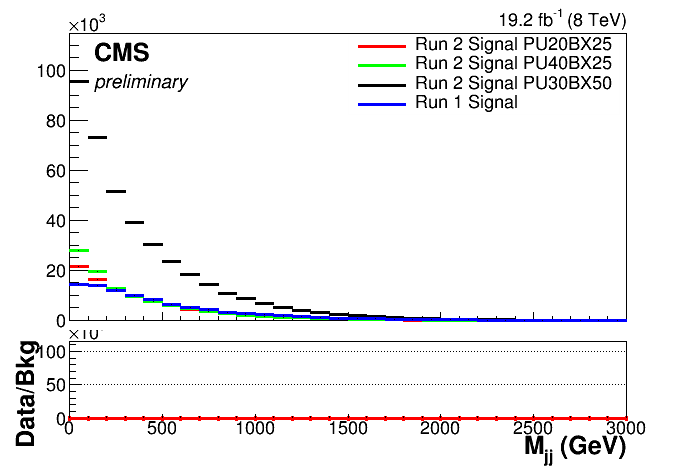 ×10³
19.2 fb⁻¹ (8 TeV)
CMS
preliminary
Run 2 Signal PU20BX25
Run 2 Signal PU40BX25
Run 2 Signal PU30BX50
Run 1 Signal
100
80
60
40
20
0
×10
100
50
0
Data/Bkg
0 500 1000 1500 2000 2500 3000
M_jj (GeV)